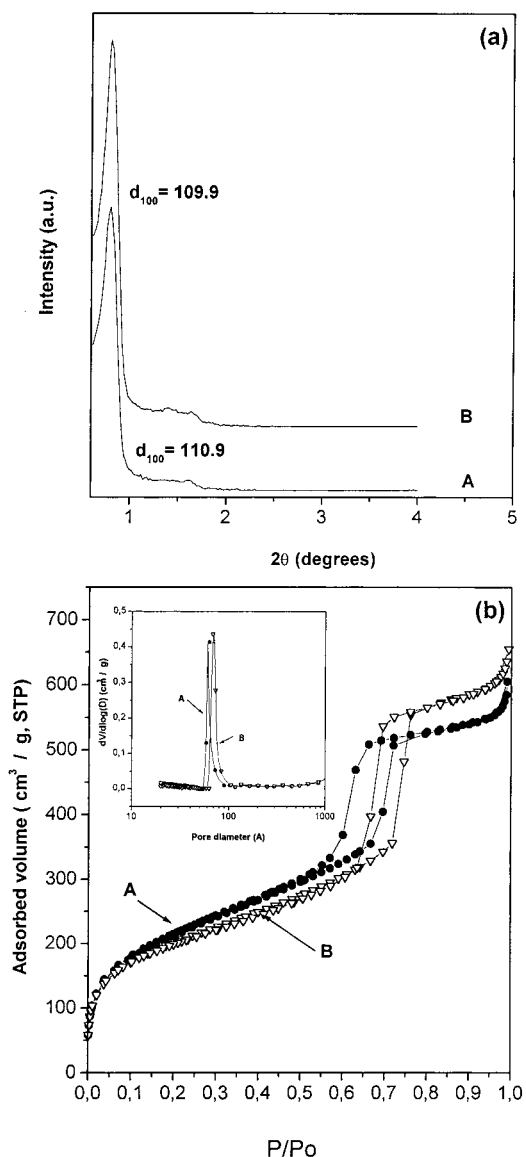 (a)
Intensity (a.u.)
d100= 109.9
d100= 110.9
B
A
1
2
3
4
5
2θ (degrees)
(b)
Adsorbed volume ( cm3 / g, STP)
700
600
500
400
300
200
100
0
0,0
0,1
0,2
0,3
0,4
0,5
0,6
0,7
0,8
0,9
1,0
P/Po
A
B
dV/dlog(D) (cm3/ g)
0,5
0,4
0,3
0,2
0,1
0,0
10
100
1000
Pore diameter (A)
A
B